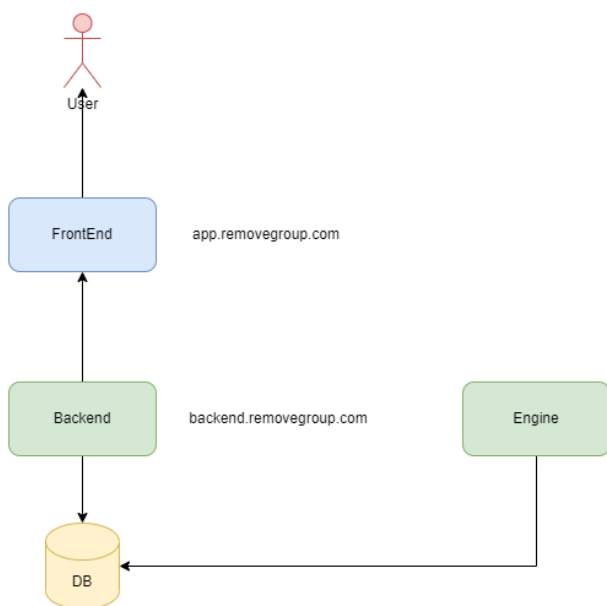 User
FrontEnd
app.removegroup.com
Backend
backend.removegroup.com
Engine
DB